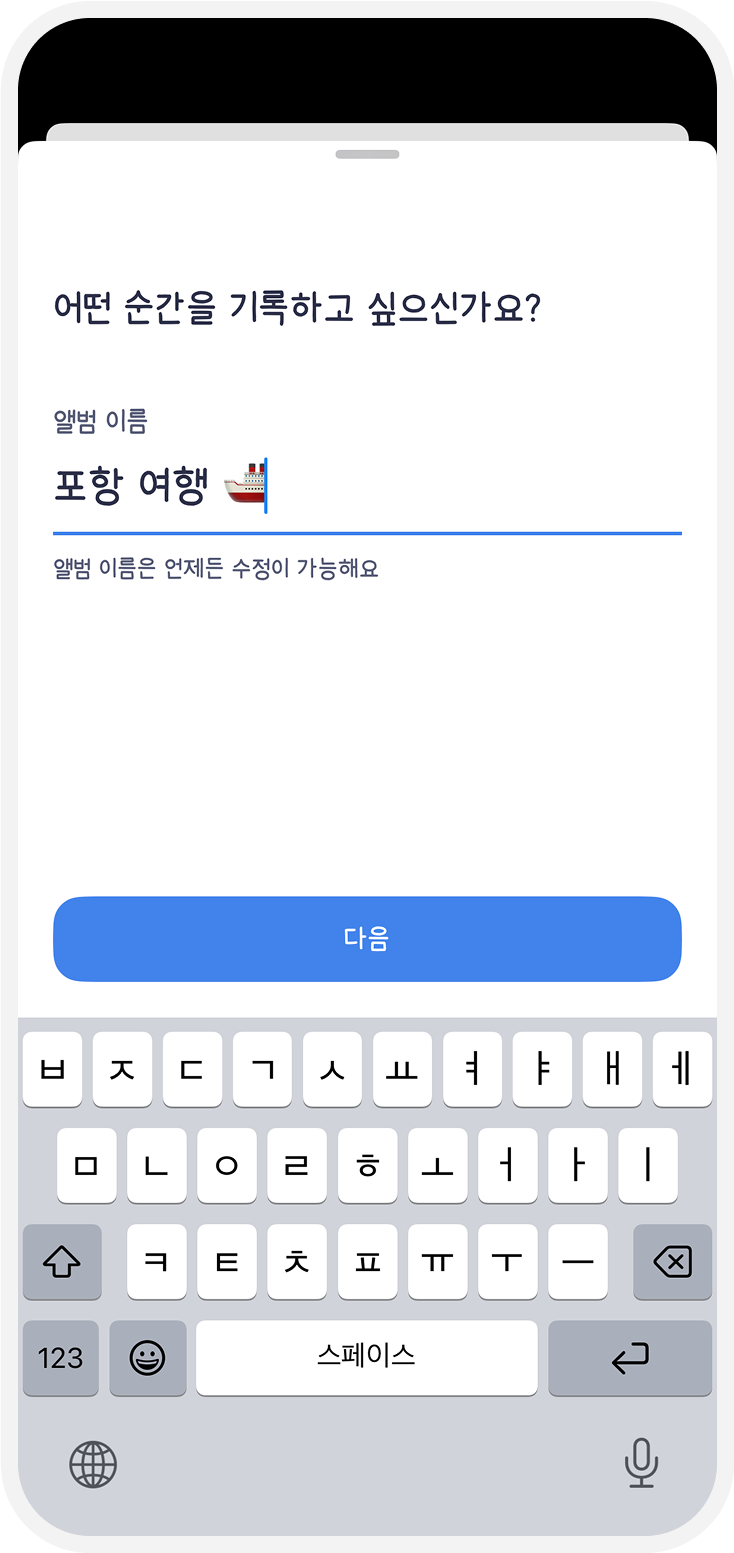 어떤 순간을 기록하고 싶으신가요?
앨범 이름
포항 여행 🚢
앨범 이름은 언제든 수정이 가능해요
다음
ㅂ ㅈ ㄷ ㄱ ㅅ ㅛ ㅕ ㅑ ㅐ ㅔ
ㅁ ㄴ ㅇ ㄹ ㅎ ㅗ ㅓ ㅏ ㅣ
ㅋ ㅌ ㅊ ㅍ ㅠ ㅜ ㅡ
123 스페이스